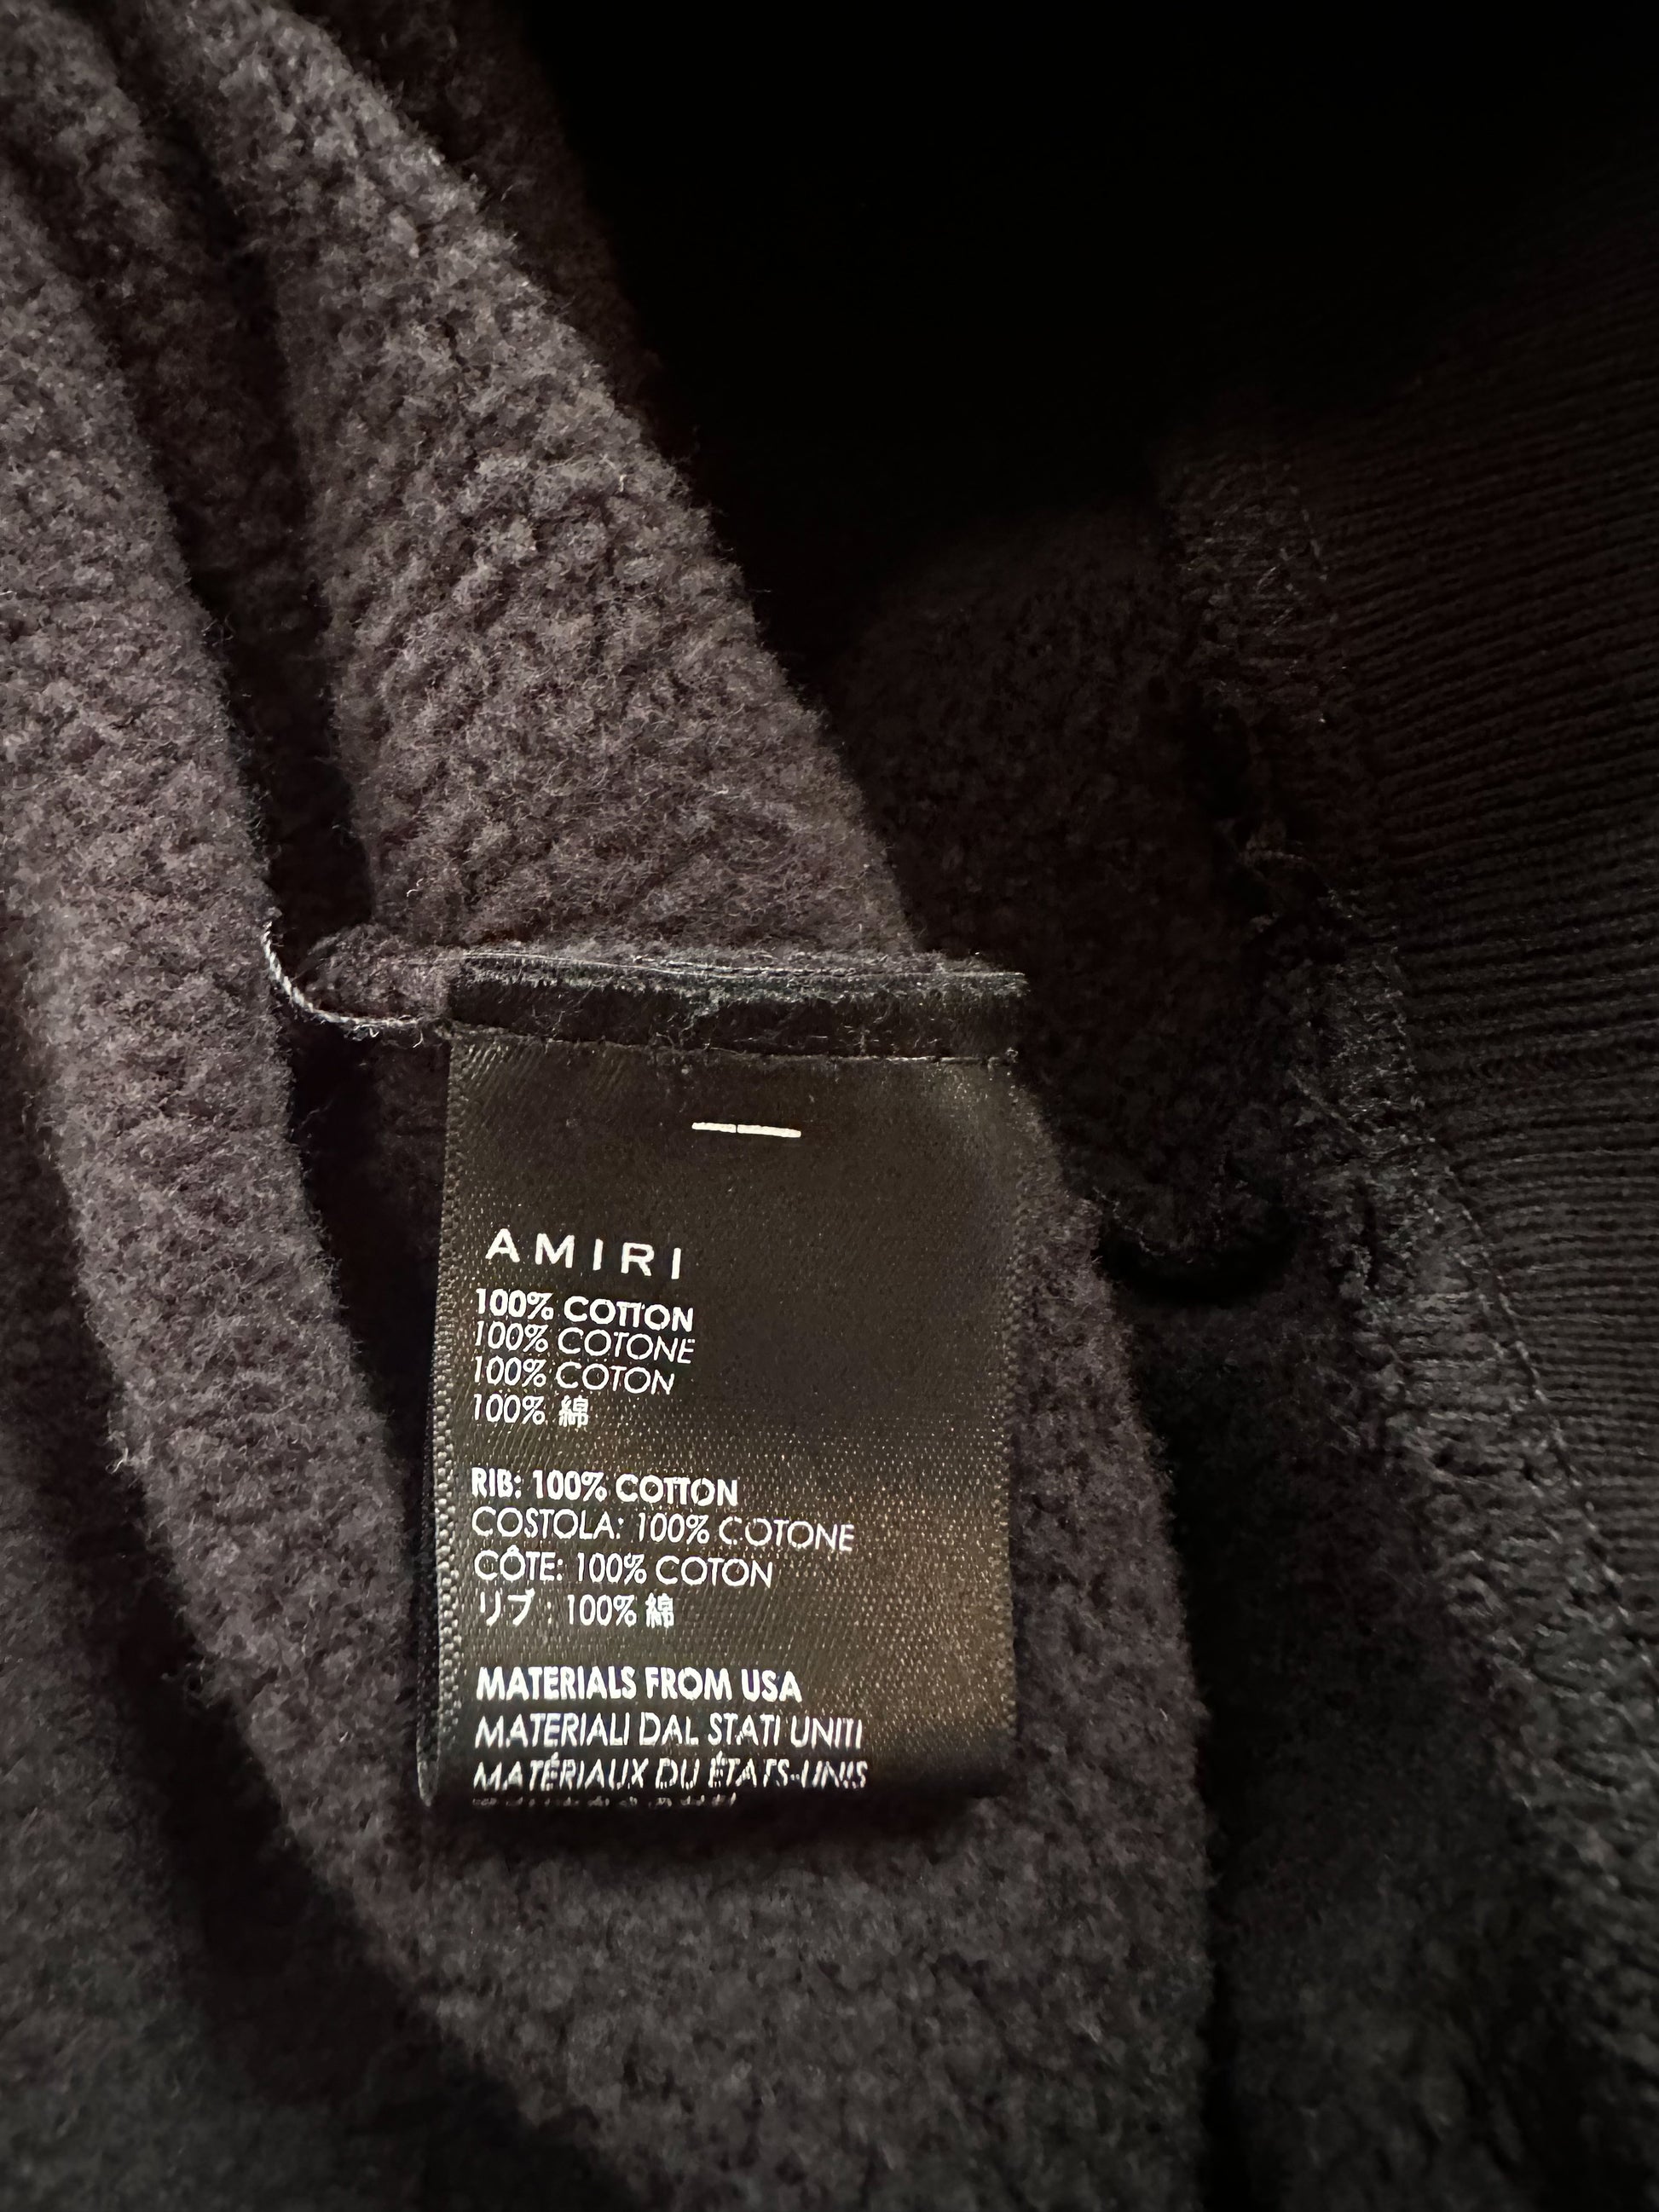 AMIRI
100% COTTON
100% COTONE
100% COTON
100% 綿
RIB: 100% COTTON
COSTOLA: 100% COTONE
CÔTE: 100% COTON
リブ : 100% 綿
MATERIALS FROM USA
MATERIALI DAL STATI UNITI
MATÉRIAUX DU ÉTATS-UNIS